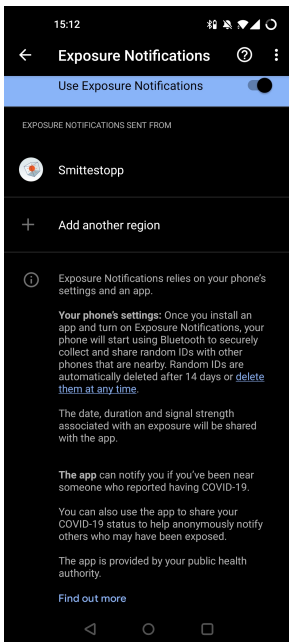 15:12
Exposure Notifications
Use Exposure Notifications
EXPOSURE NOTIFICATIONS SENT FROM
Smittestopp
Add another region
Exposure Notifications relies on your phone's
settings and an app.
Your phone's settings: Once you install an
app and turn on Exposure Notifications, your
phone will start using Bluetooth to securely
collect and share random IDs with other
phones that are nearby. Random IDs are
automatically deleted after 14 days or delete
them at any time.
The date, duration and signal strength
associated with an exposure will be shared
with the app.
The app can notify you if you've been near
someone who reported having COVID-19.
You can also use the app to share your
COVID-19 status to help anonymously notify
others who may have been exposed.
The app is provided by your public health
authority.
Find out more